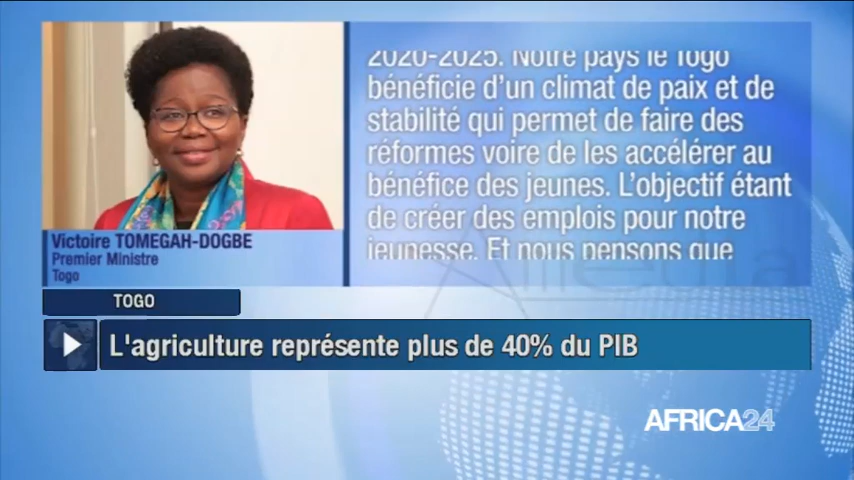 2020-2025. Notre pays le Togo
bénéficie d'un climat de paix et de
stabilité qui permet de faire des
réformes voire de les accélérer au
bénéfice des jeunes. L'objectif étant
de créer des emplois pour notre
jeunesse. Et nous pensons que
Victoire TOMEGAH-DOGBE
Premier Ministre
Togo
TOGO
L'agriculture représente plus de 40% du PIB
AFRICA24